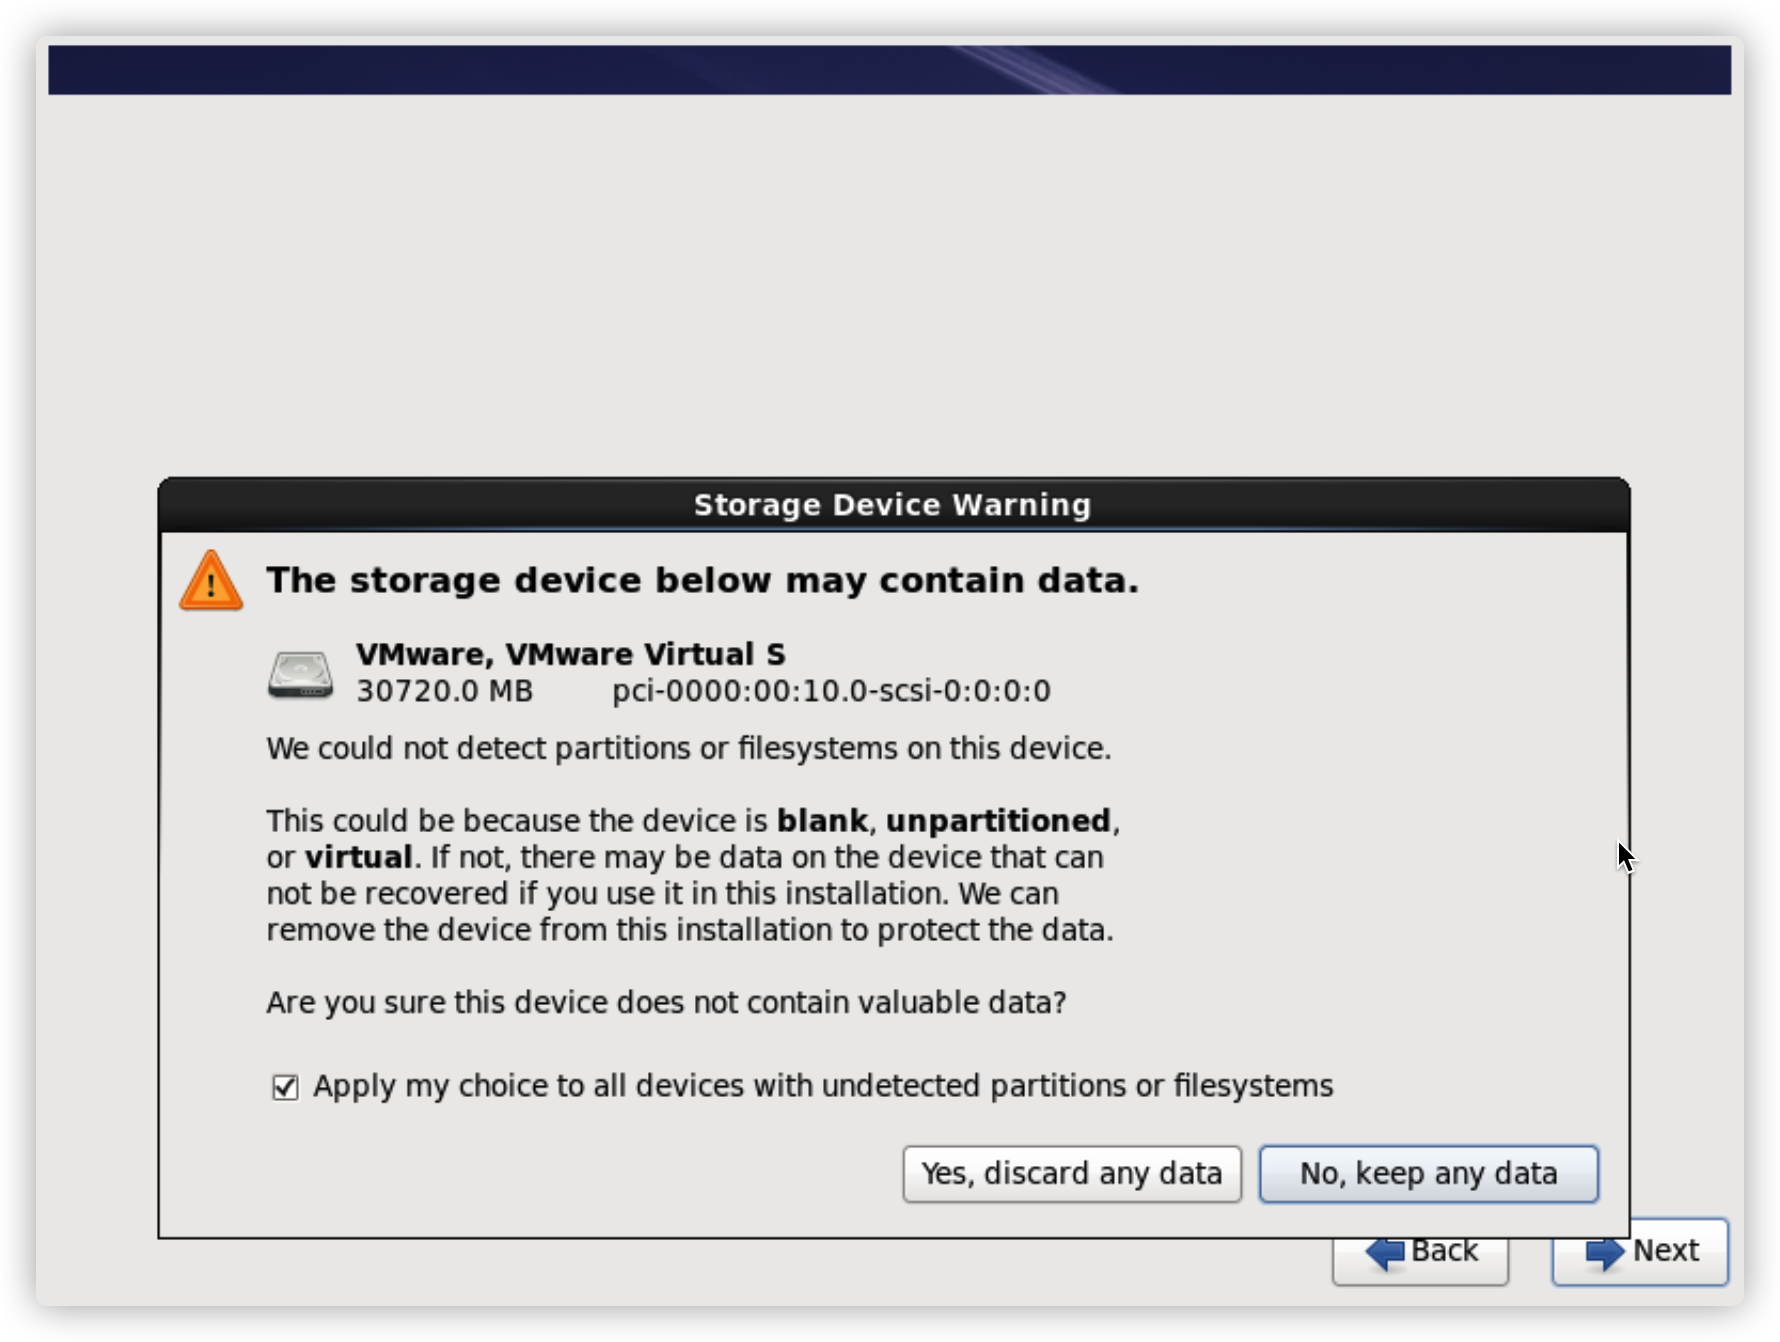 Storage Device Warning
The storage device below may contain data.
VMware, VMware Virtual S
30720.0 MB pci-0000:00:10.0-scsi-0:0:0:0
We could not detect partitions or filesystems on this device.
This could be because the device is blank, unpartitioned,
or virtual. If not, there may be data on the device that can
not be recovered if you use it in this installation. We can
remove the device from this installation to protect the data.
Are you sure this device does not contain valuable data?
Apply my choice to all devices with undetected partitions or filesystems
Yes, discard any data No, keep any data
Back Next